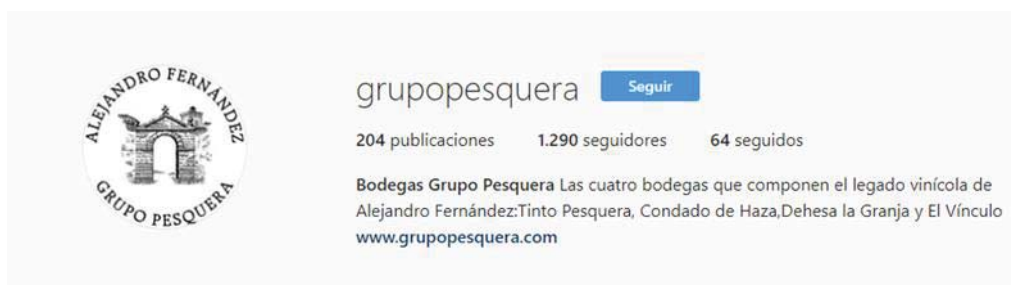 ALEJANDRO FERNÁNDEZ
GRUPO PESQUERA
grupopesquera Seguir
204 publicaciones 1.290 seguidores 64 seguidos
Bodegas Grupo Pesquera Las cuatro bodegas que componen el legado vinícola de
Alejandro Fernández:Tinto Pesquera, Condado de Haza,Dehesa la Granja y El Vínculo
www.grupopesquera.com